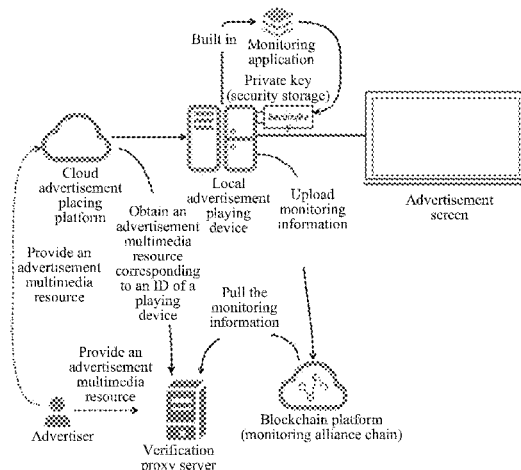 Built in
Monitoring
application
Private key
(security storage)
Cloud
advertisement
placing
platform
Local
advertisement
playing
device
Upload
monitoring
information
Advertisement
screen
Obtain an
advertisement
multimedia
resource
corresponding
to an ID of a
playing
device
Provide an
advertisement
multimedia
resource
Pull the
monitoring
information
Provide an
advertisement
multimedia
resource
Advertiser
Verification
proxy server
Blockchain platform
(monitoring alliance chain)